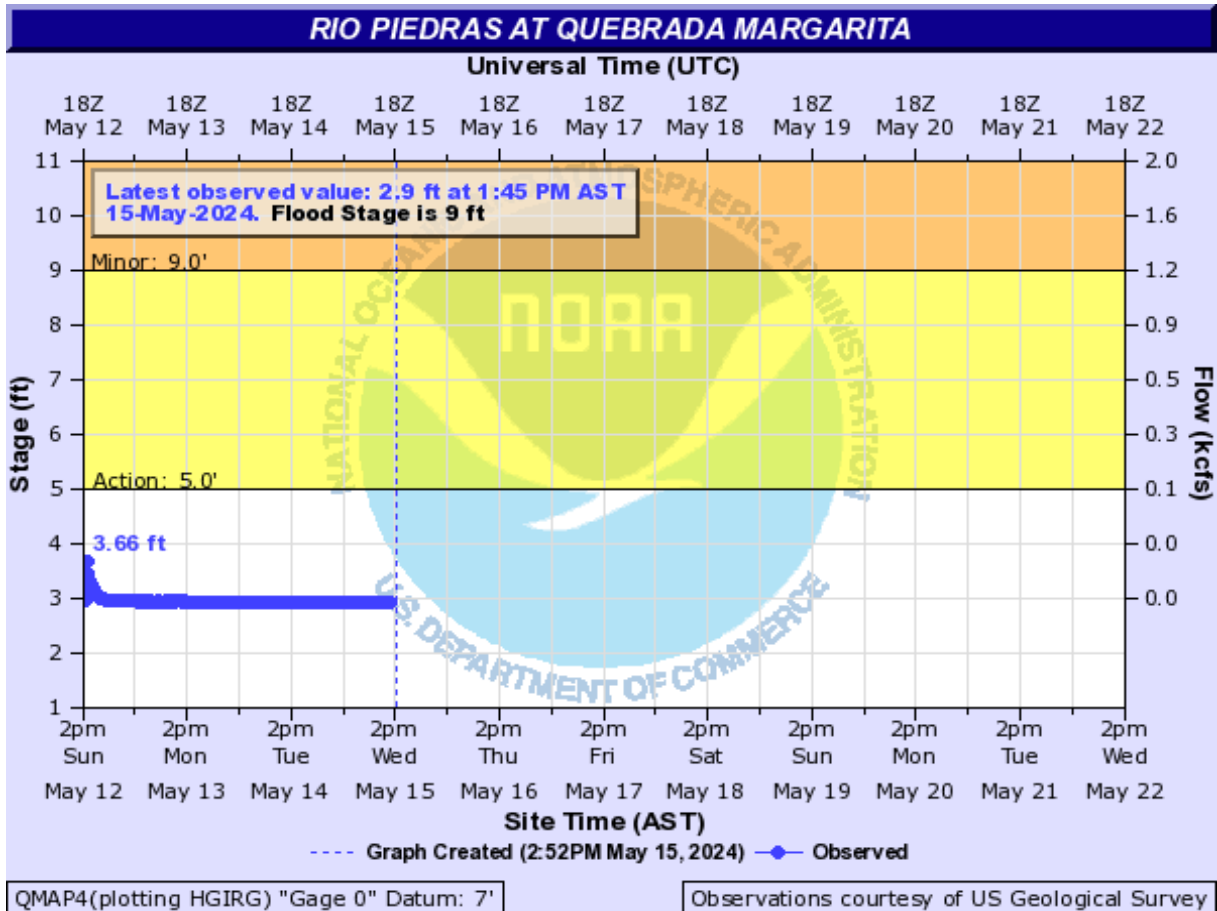 RIO PIEDRAS AT QUEBRADA MARGARITA
Universal Time (UTC)
18Z 18Z 18Z 18Z 18Z 18Z 18Z 18Z 18Z 18Z 18Z
May 12 May 13 May 14 May 15 May 16 May 17 May 18 May 19 May 20 May 21 May 22
Latest observed value: 2.9 ft at 1:45 PM AST
15-May-2024. Flood Stage is 9 ft
Minor: 9.0'
Action: 5.0'
3.66 ft
Stage (ft)
11
10
9
8
7
6
5
4
3
2
1
Flow (kcfs)
2.0
1.6
1.2
0.9
0.5
0.3
0.1
0.0
0.0
NATIONAL OCEANIC AND ATMOSPHERIC ADMINISTRATION
NOAA
U.S. DEPARTMENT OF COMMERCE
2pm 2pm 2pm 2pm 2pm 2pm 2pm 2pm 2pm 2pm 2pm
Sun Mon Tue Wed Thu Fri Sat Sun Mon Tue Wed
May 12 May 13 May 14 May 15 May 16 May 17 May 18 May 19 May 20 May 21 May 22
Site Time (AST)
Graph Created (2:52PM May 15, 2024) Observed
QMAP4(plotting HGIRG) "Gage 0" Datum: 7'
Observations courtesy of US Geological Survey